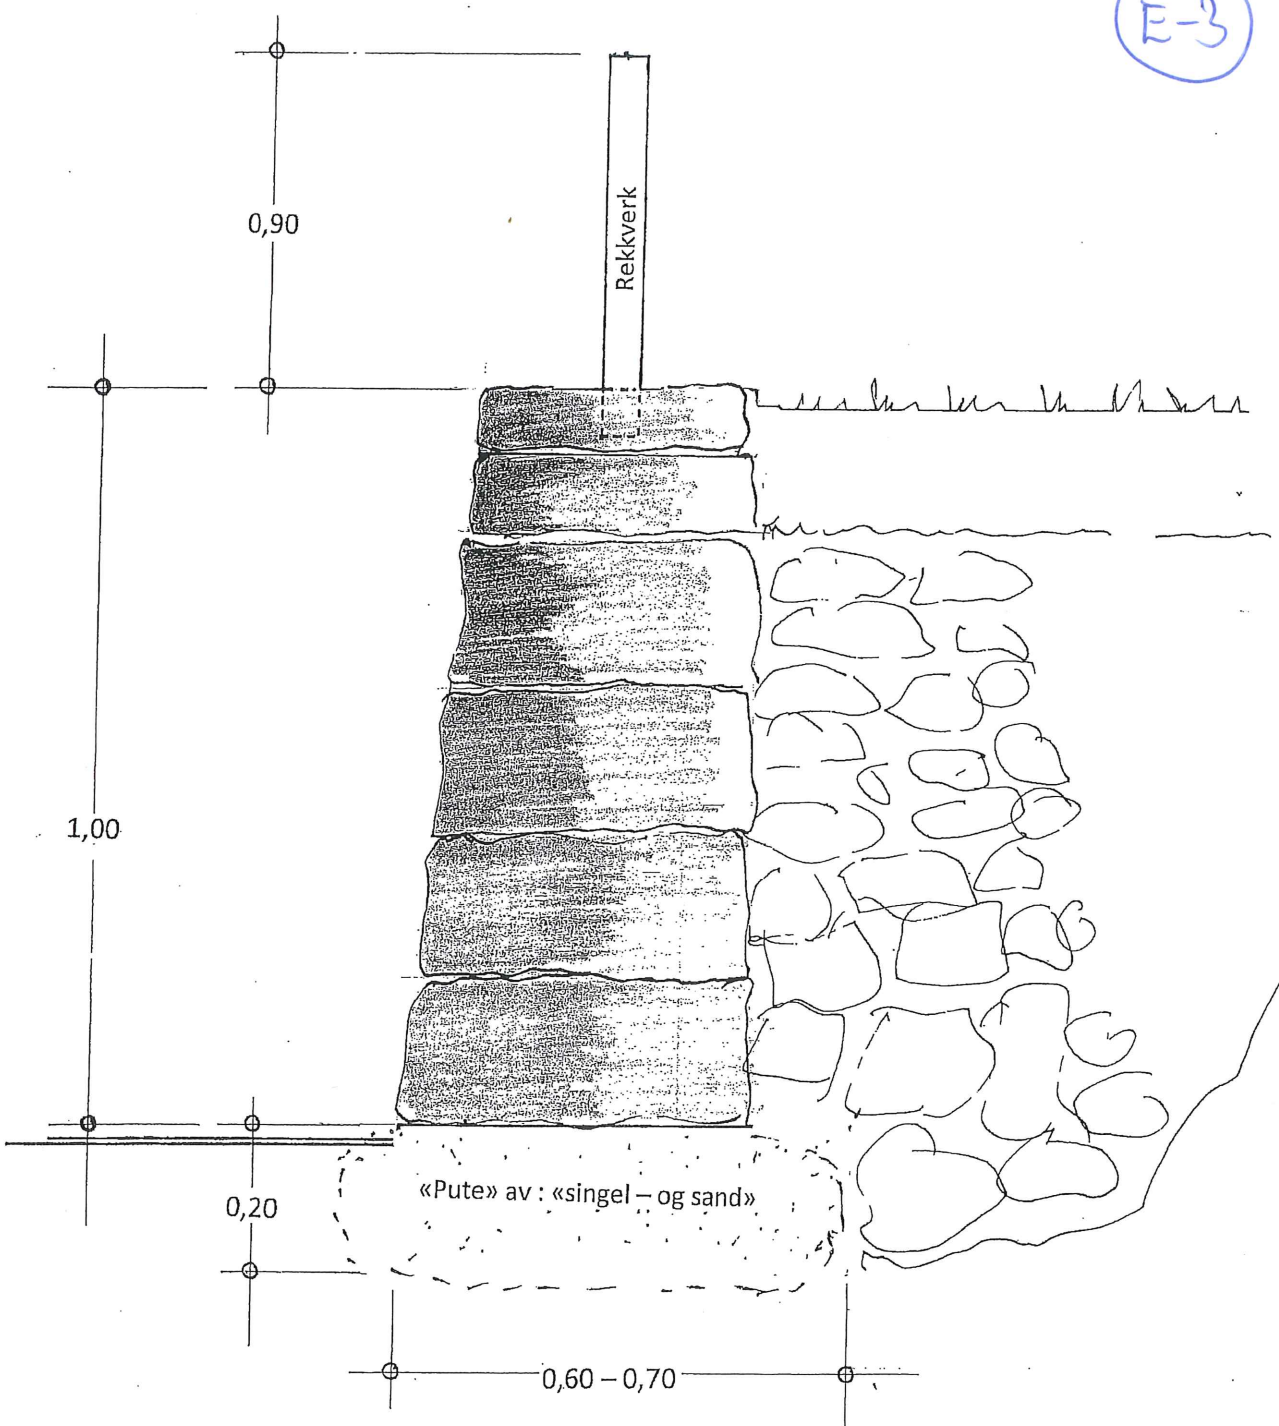 E-3
0,90
Rekkverk
1,00
0,20
«Pute» av : «singel – og sand»
0,60 – 0,70